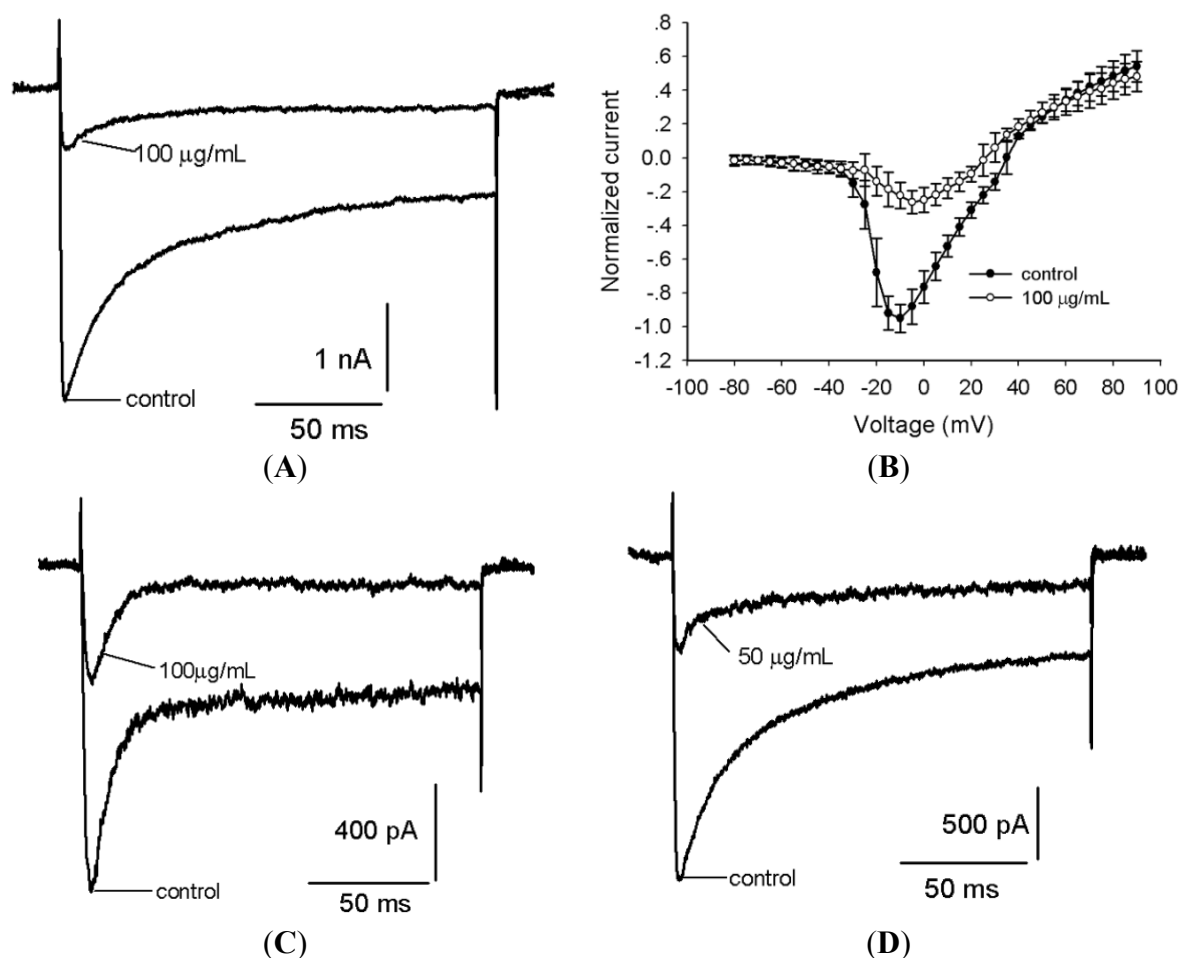 100 μg/mL
control
1 nA
50 ms
(A)
.8
.6
.4
.2
0.0
-.2
-.4
-.6
-.8
-1.0
-1.2
Normalized current
control
100 μg/mL
-100 -80 -60 -40 -20 0 20 40 60 80 100
Voltage (mV)
(B)
100μg/mL
control
400 pA
50 ms
(C)
50 μg/mL
control
500 pA
50 ms
(D)